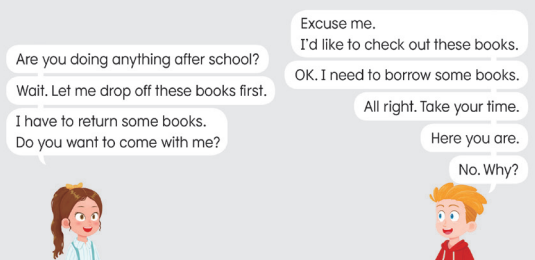 Are you doing anything after school?
Wait. Let me drop off these books first.
I have to return some books.
Do you want to come with me?
Excuse me.
I'd like to check out these books.
OK. I need to borrow some books.
All right. Take your time.
Here you are.
No. Why?